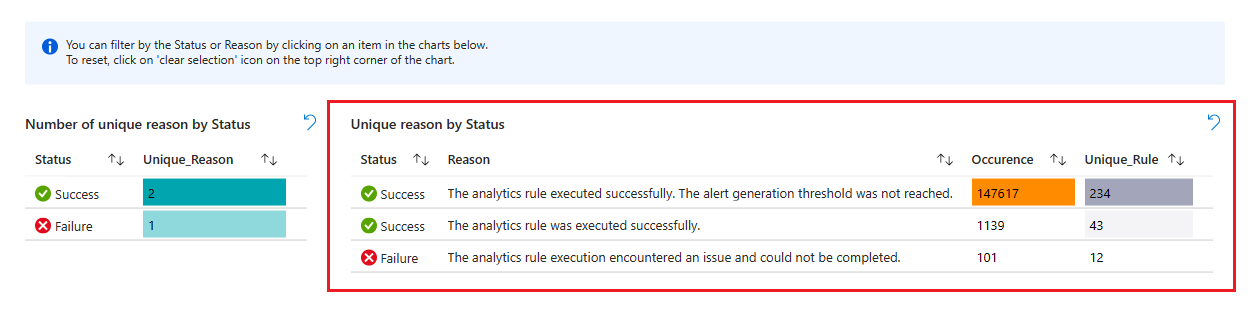 You can filter by the Status or Reason by clicking on an item in the charts below.
To reset, click on 'clear selection' icon on the top right corner of the chart.
Number of unique reason by Status
Status Unique_Reason
Success 2
Failure 1
Unique reason by Status
Status Reason Occurence Unique_Rule
Success The analytics rule executed successfully. The alert generation threshold was not reached. 147617 234
Success The analytics rule was executed successfully. 1139 43
Failure The analytics rule execution encountered an issue and could not be completed. 101 12